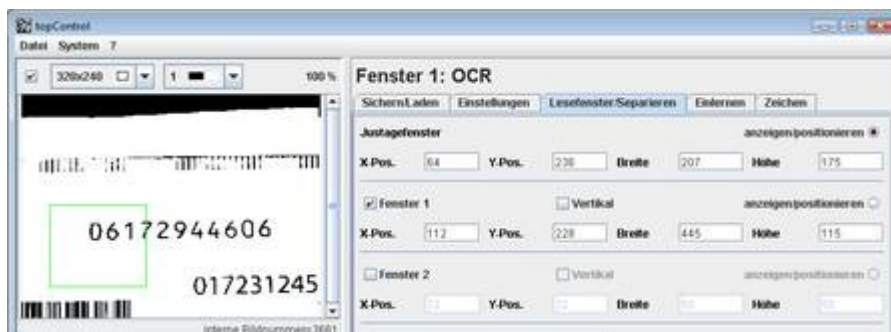 topControl
Datei System ?
320x240 1 100 %
06172944606
017231245
interne Bildnummer:3661
Fenster 1: OCR
Sichern/Laden Einstellungen Lesefenster/Separieren Einlernen Zeichen
Justagefenster anzeigen/positionieren
X-Pos. 64 Y-Pos. 230 Breite 207 Höhe 175
Fenster 1 Vertikal anzeigen/positionieren
X-Pos. 112 Y-Pos. 228 Breite 445 Höhe 115
Fenster 2 Vertikal anzeigen/positionieren
X-Pos. Y-Pos. Breite Höhe